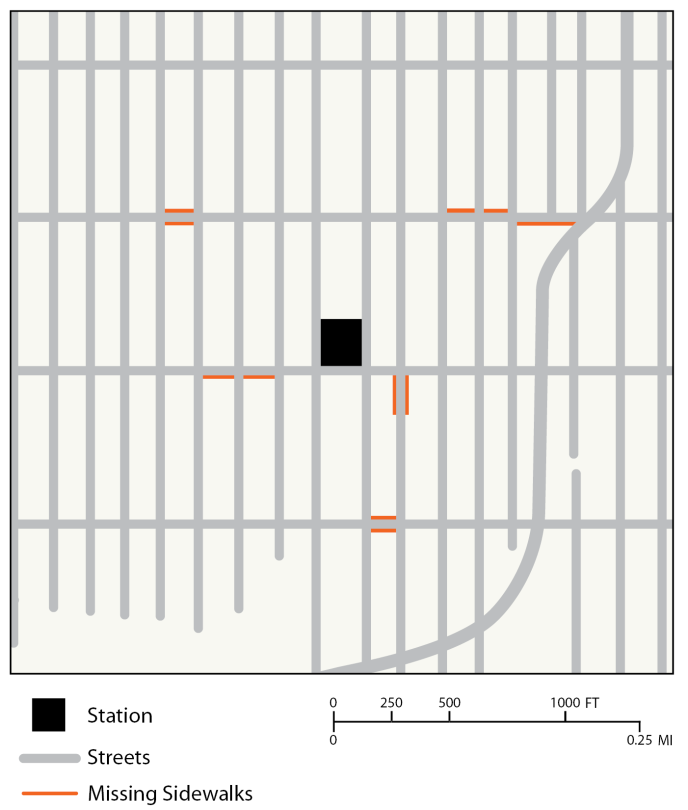 Station
Streets
Missing Sidewalks
0 250 500 1000 FT
0 0.25 MI